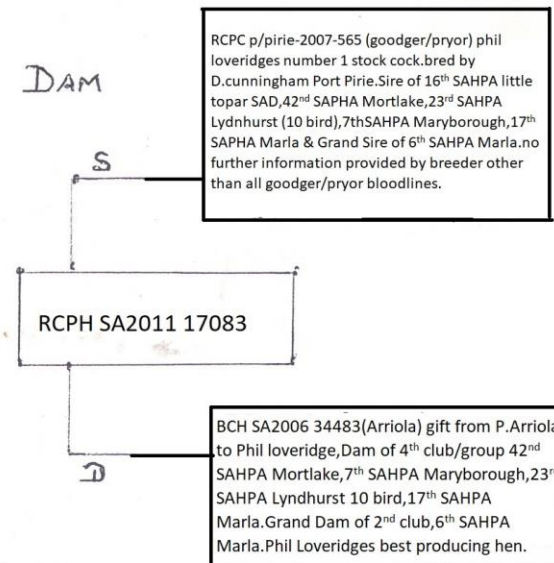 DAM
RCPC p/pirie-2007-565 (goodger/pryor) phil
loveridges number 1 stock cock.bred by
D.cunningham Port Pirie.Sire of 16th SAHPA little
topar SAD,42nd SAPHA Mortlake,23rd SAHPA
Lydnhurst (10 bird),7thSAHPA Maryborough,17th
SAPHA Marla & Grand Sire of 6th SAHPA Marla.no
further information provided by breeder other
than all goodger/pryor bloodlines.
S
RCPH SA2011 17083
D
BCH SA2006 34483(Arriola) gift from P.Arriola
to Phil loveridge,Dam of 4th club/group 42nd
SAHPA Mortlake,7th SAHPA Maryborough,23rd
SAHPA Lyndhurst 10 bird,17th SAHPA
Marla.Grand Dam of 2nd club,6th SAHPA
Marla.Phil Loveridges best producing hen.